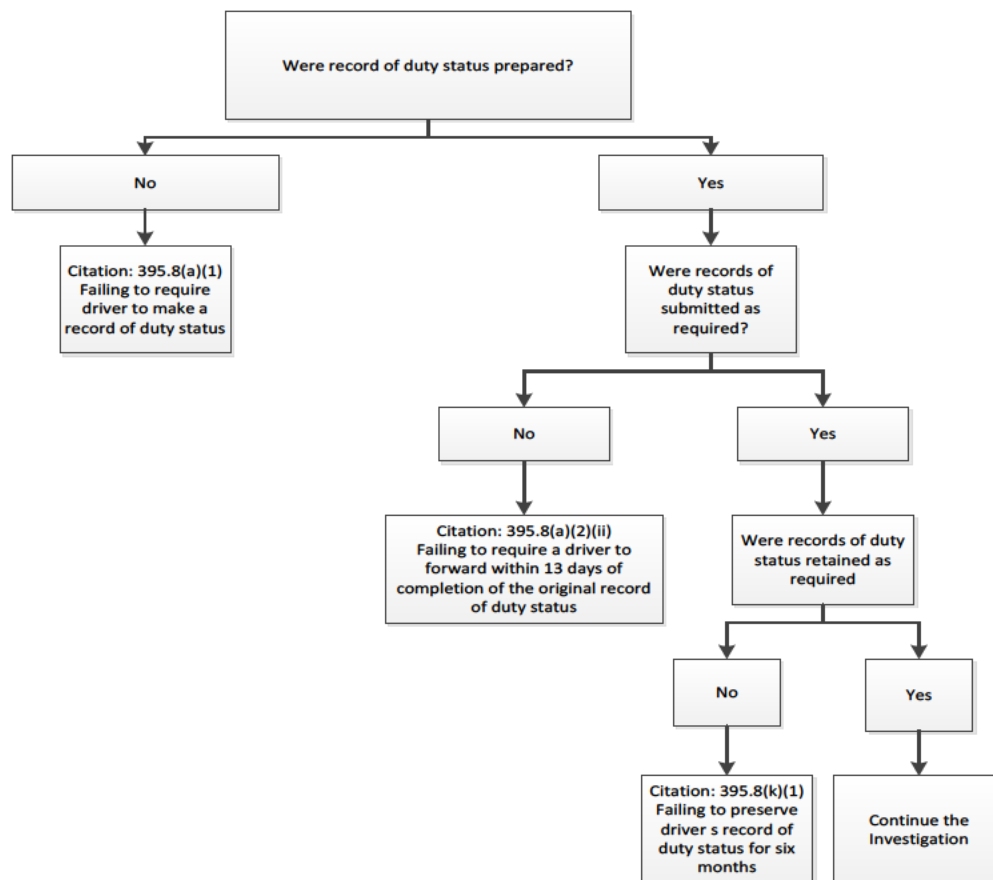 Were record of duty status prepared?
No
Yes
Citation: 395.8(a)(1)
Failing to require
driver to make a
record of duty status
Were records of
duty status
submitted as
required?
No
Yes
Citation: 395.8(a)(2)(ii)
Failing to require a driver to
forward within 13 days of
completion of the original record
of duty status
Were records of duty
status retained as
required
No
Yes
Citation: 395.8(k)(1)
Failing to preserve
driver s record of
duty status for six
months
Continue the
Investigation